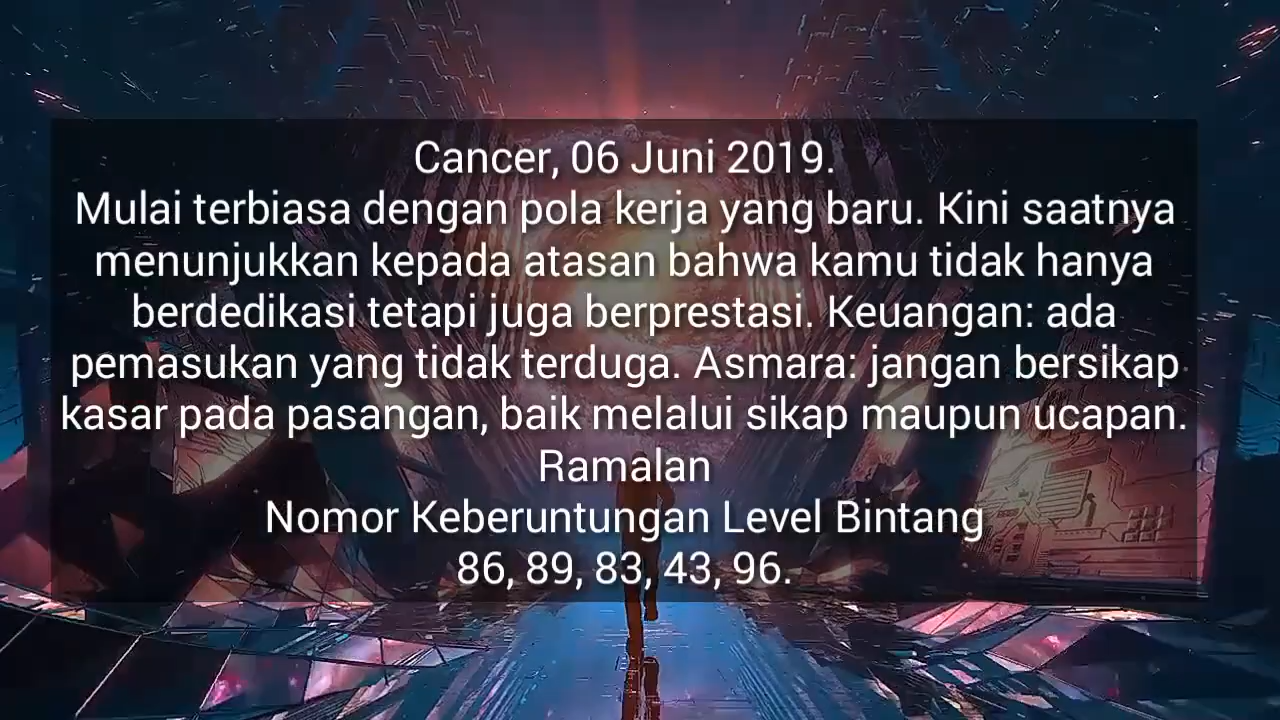 Cancer, 06 Juni 2019.
Mulai terbiasa dengan pola kerja yang baru. Kini saatnya
menunjukkan kepada atasan bahwa kamu tidak hanya
berdedikasi tetapi juga berprestasi. Keuangan: ada
pemasukan yang tidak terduga. Asmara: jangan bersikap
kasar pada pasangan, baik melalui sikap maupun ucapan.
Ramalan
Nomor Keberuntungan Level Bintang
86, 89, 83, 43, 96.